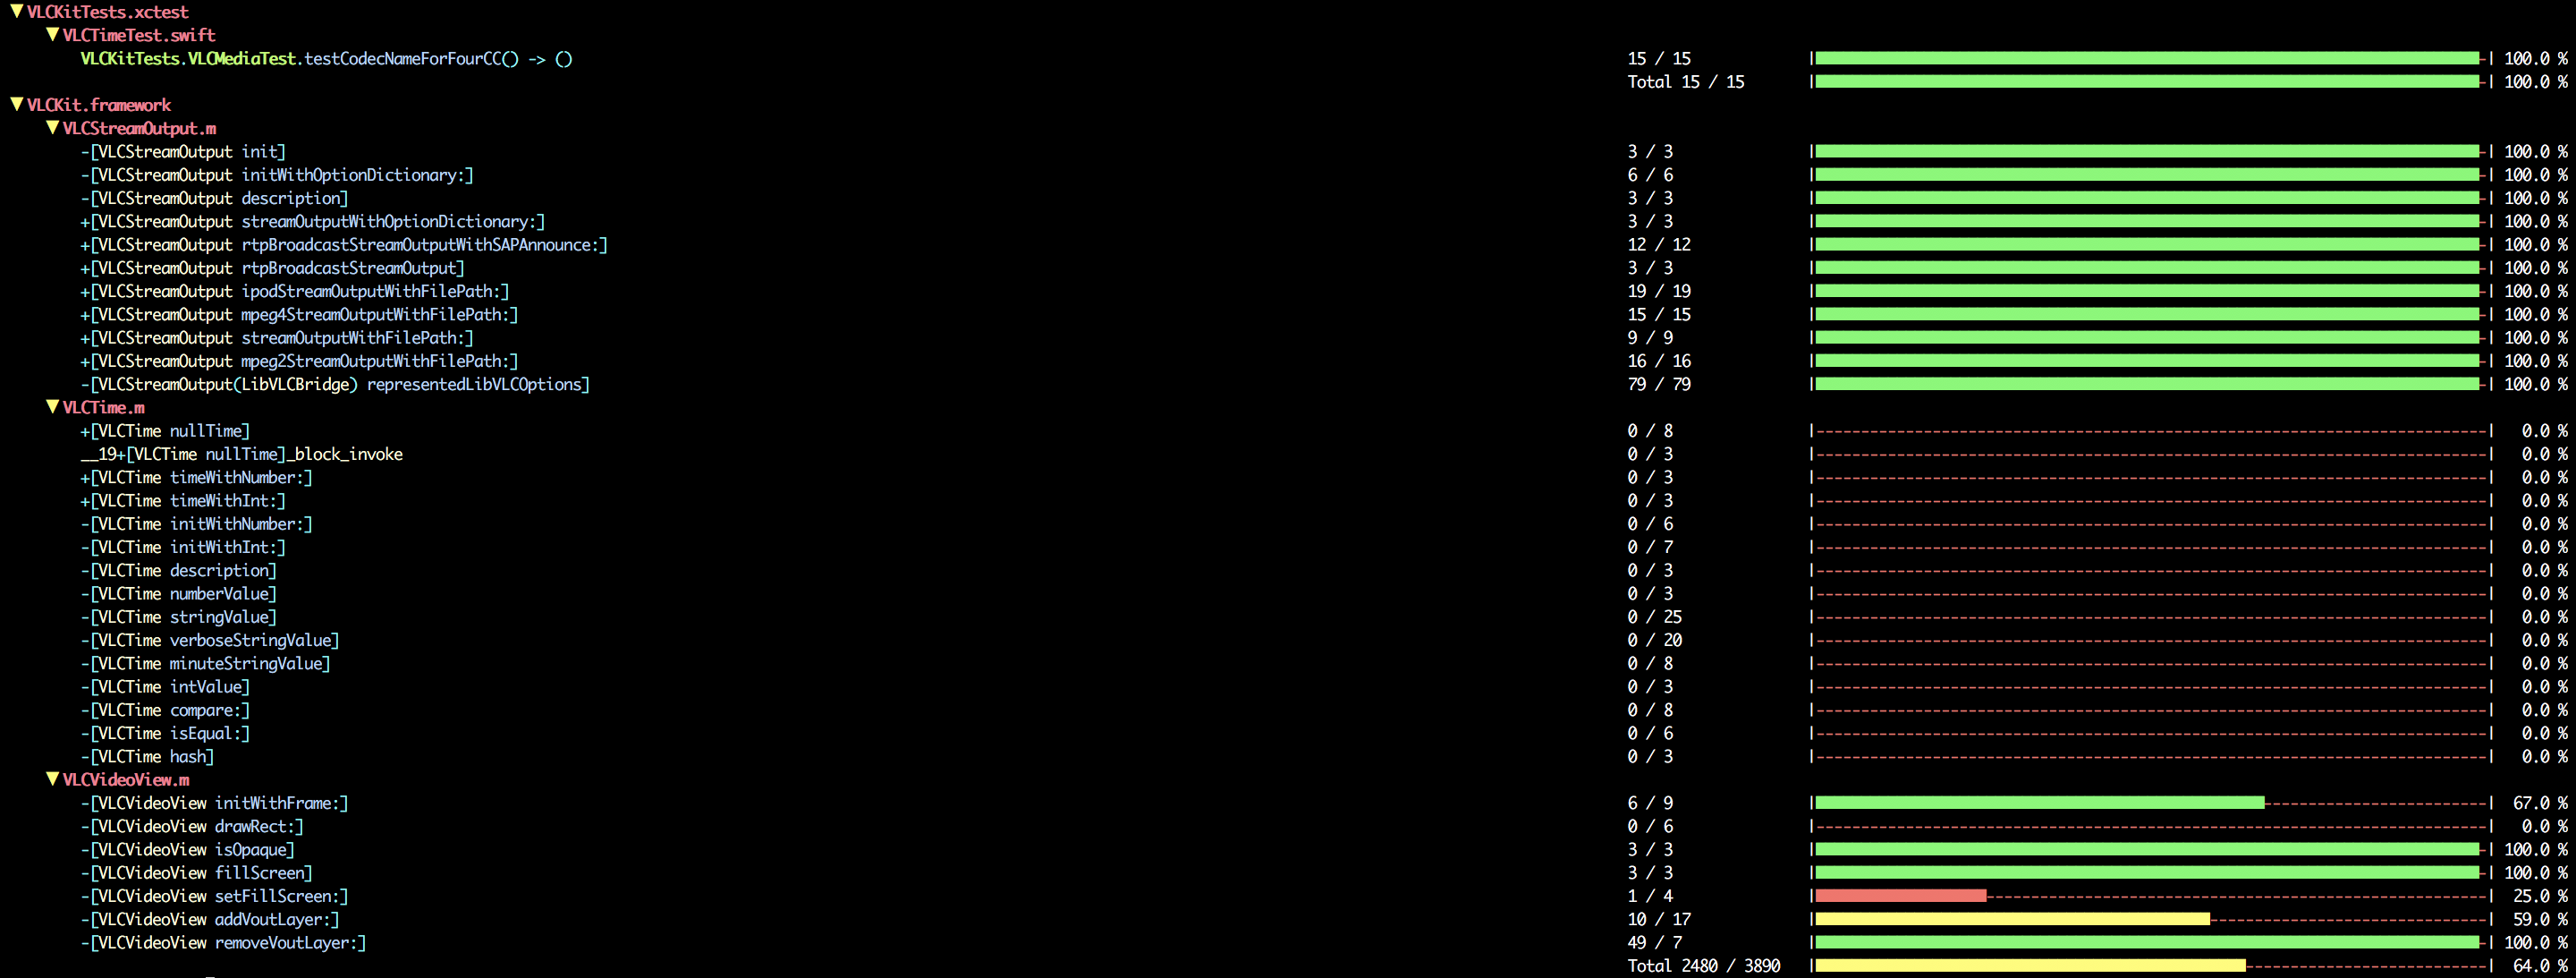 ▼VLCKitTests.xctest
▼VLCTimeTest.swift
VLCKitTests.VLCMediaTest.testCodecNameForFourCC() -> () 15 / 15 100.0 %
Total 15 / 15 100.0 %
▼VLCKit.framework
▼VLCStreamOutput.m
-[VLCStreamOutput init] 3 / 3 100.0 %
-[VLCStreamOutput initWithOptionDictionary:] 6 / 6 100.0 %
-[VLCStreamOutput description] 3 / 3 100.0 %
+[VLCStreamOutput streamOutputWithOptionDictionary:] 3 / 3 100.0 %
+[VLCStreamOutput rtpBroadcastStreamOutputWithSAPAnnounce:] 12 / 12 100.0 %
+[VLCStreamOutput rtpBroadcastStreamOutput] 3 / 3 100.0 %
+[VLCStreamOutput ipodStreamOutputWithFilePath:] 19 / 19 100.0 %
+[VLCStreamOutput mpeg4StreamOutputWithFilePath:] 15 / 15 100.0 %
+[VLCStreamOutput streamOutputWithFilePath:] 9 / 9 100.0 %
+[VLCStreamOutput mpeg2StreamOutputWithFilePath:] 16 / 16 100.0 %
-[VLCStreamOutput(LibVLCBridge) representedLibVLCOptions] 79 / 79 100.0 %
▼VLCTime.m
+[VLCTime nullTime] 0 / 8 0.0 %
__19+[VLCTime nullTime]_block_invoke 0 / 3 0.0 %
+[VLCTime timeWithNumber:] 0 / 3 0.0 %
+[VLCTime timeWithInt:] 0 / 3 0.0 %
-[VLCTime initWithNumber:] 0 / 6 0.0 %
-[VLCTime initWithInt:] 0 / 7 0.0 %
-[VLCTime description] 0 / 3 0.0 %
-[VLCTime numberValue] 0 / 3 0.0 %
-[VLCTime stringValue] 0 / 25 0.0 %
-[VLCTime verboseStringValue] 0 / 20 0.0 %
-[VLCTime minuteStringValue] 0 / 8 0.0 %
-[VLCTime intValue] 0 / 3 0.0 %
-[VLCTime compare:] 0 / 8 0.0 %
-[VLCTime isEqual:] 0 / 6 0.0 %
-[VLCTime hash] 0 / 3 0.0 %
▼VLCVideoView.m
-[VLCVideoView initWithFrame:] 6 / 9 67.0 %
-[VLCVideoView drawRect:] 0 / 6 0.0 %
-[VLCVideoView isOpaque] 3 / 3 100.0 %
-[VLCVideoView fillScreen] 3 / 3 100.0 %
-[VLCVideoView setFillScreen:] 1 / 4 25.0 %
-[VLCVideoView addVoutLayer:] 10 / 17 59.0 %
-[VLCVideoView removeVoutLayer:] 49 / 7 100.0 %
Total 2480 / 3890 64.0 %